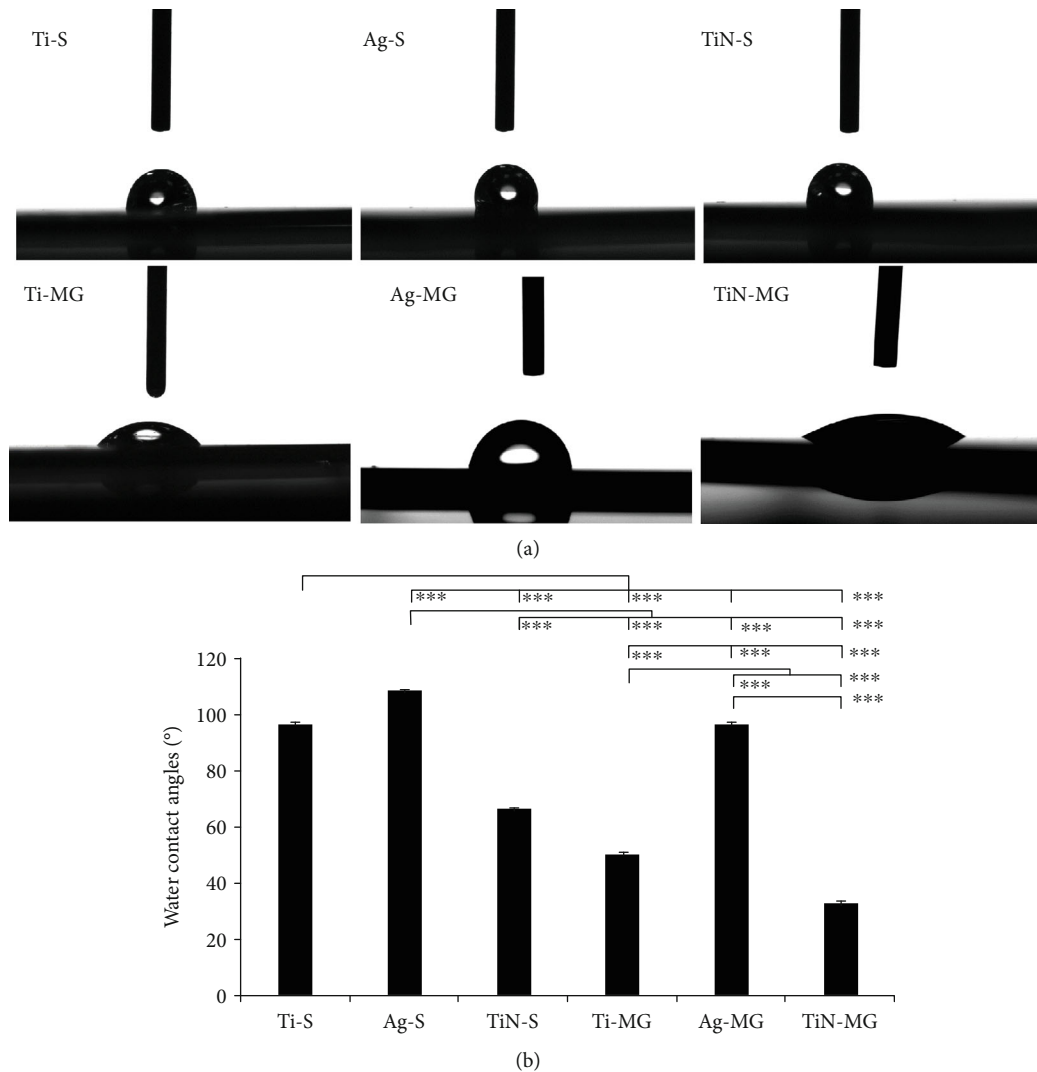 Ti-S Ag-S TiN-S
Ti-MG Ag-MG TiN-MG
(a)
*** *** *** ***
*** *** *** ***
*** *** ***
*** ***
***
120
100
80
60
40
20
0
Water contact angles (°)
Ti-S Ag-S TiN-S Ti-MG Ag-MG TiN-MG
(b)